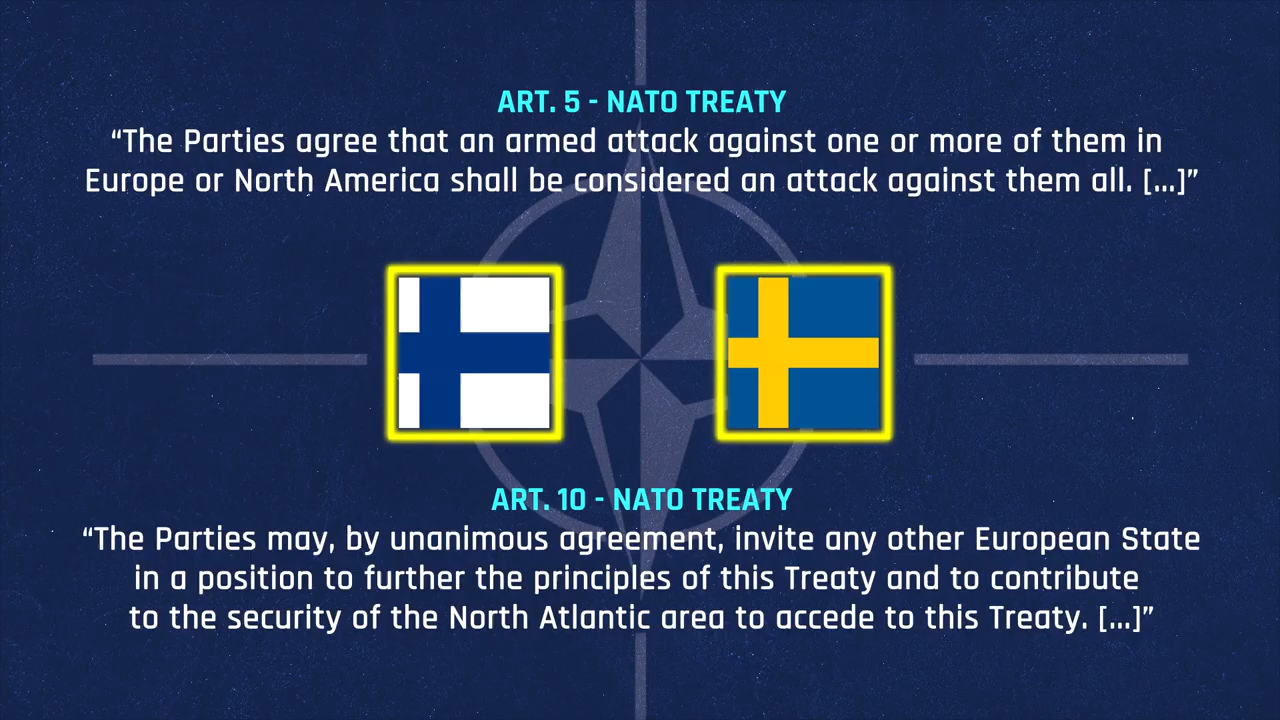 ART. 5 - NATO TREATY
“The Parties agree that an armed attack against one or more of them in
Europe or North America shall be considered an attack against them all. [...]”
ART. 10 - NATO TREATY
“The Parties may, by unanimous agreement, invite any other European State
in a position to further the principles of this Treaty and to contribute
to the security of the North Atlantic area to accede to this Treaty. [...]”